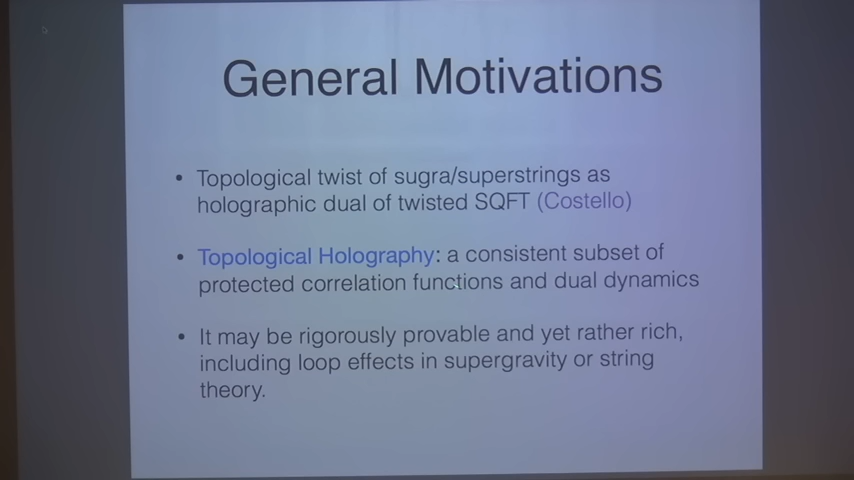 General Motivations
• Topological twist of sugra/superstrings as
holographic dual of twisted SQFT (Costello)
• Topological Holography: a consistent subset of
protected correlation functions and dual dynamics
• It may be rigorously provable and yet rather rich,
including loop effects in supergravity or string
theory.